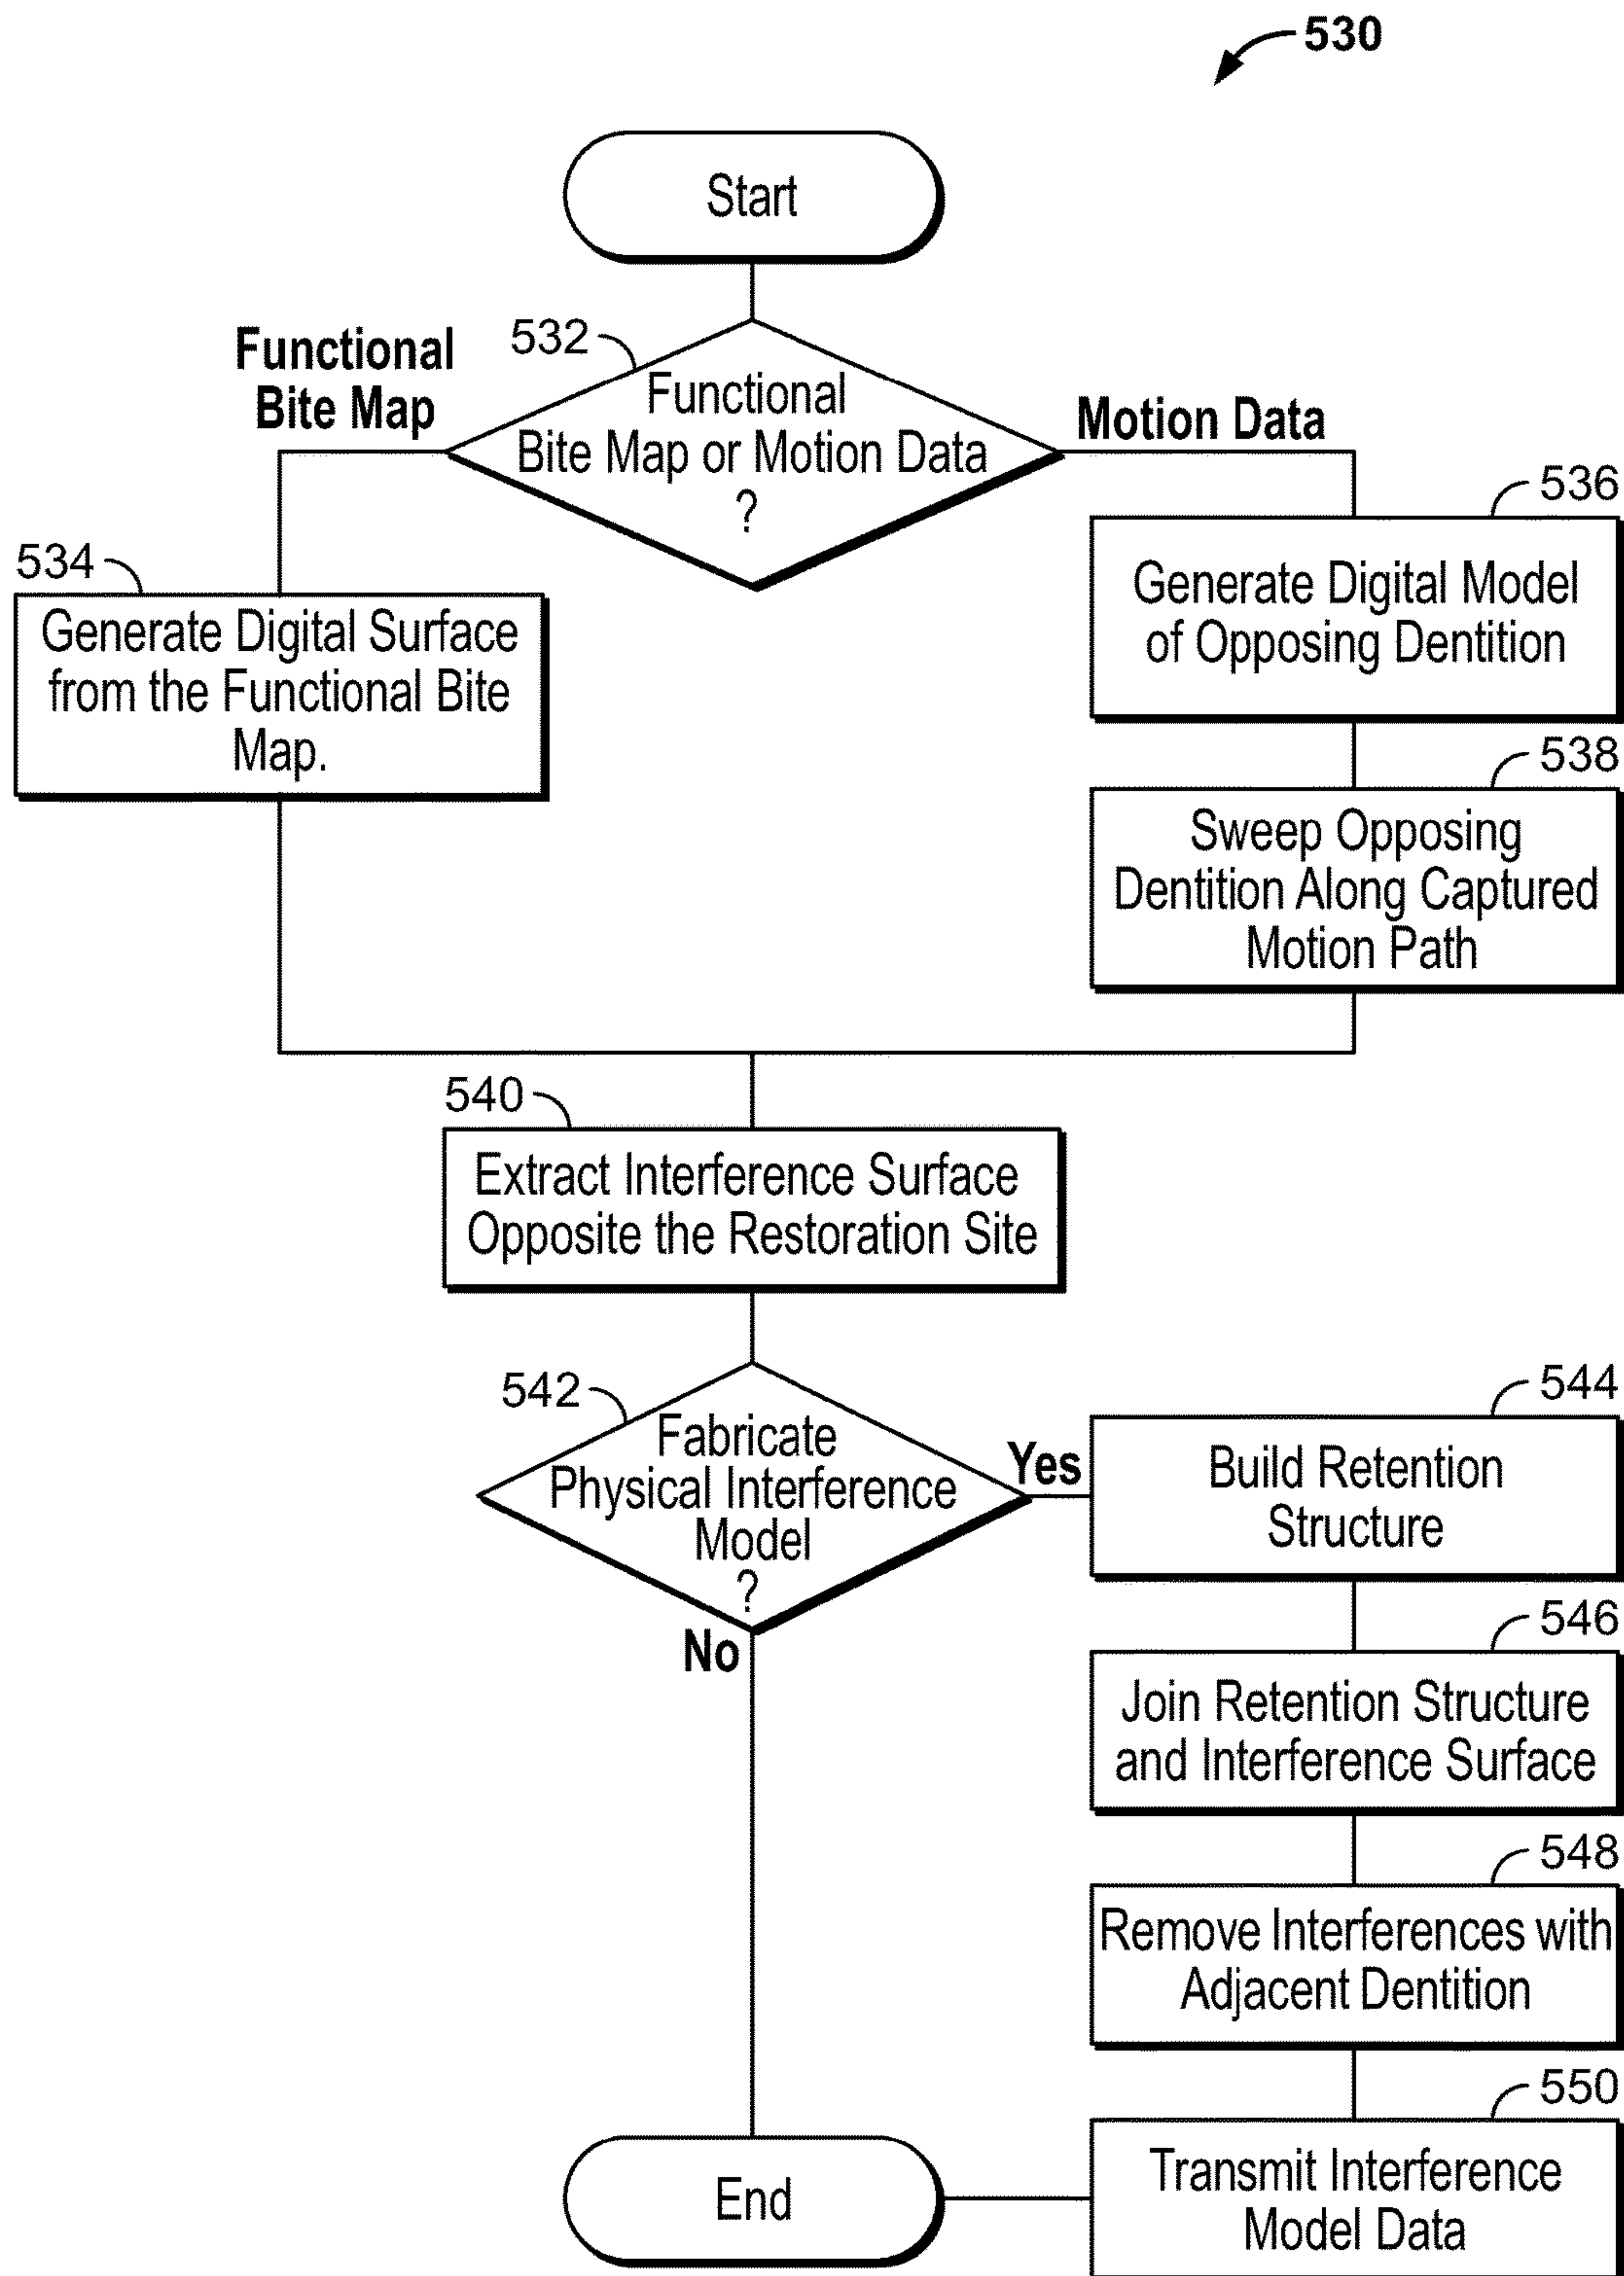 530
Start
532
Functional
Bite Map
Functional
Bite Map or Motion Data
?
Motion Data
534
Generate Digital Surface
from the Functional Bite
Map.
536
Generate Digital Model
of Opposing Dentition
538
Sweep Opposing
Dentition Along Captured
Motion Path
540
Extract Interference Surface
Opposite the Restoration Site
542
Fabricate
Physical Interference
Model
?
Yes
No
544
Build Retention
Structure
546
Join Retention Structure
and Interference Surface
548
Remove Interferences with
Adjacent Dentition
550
Transmit Interference
Model Data
End